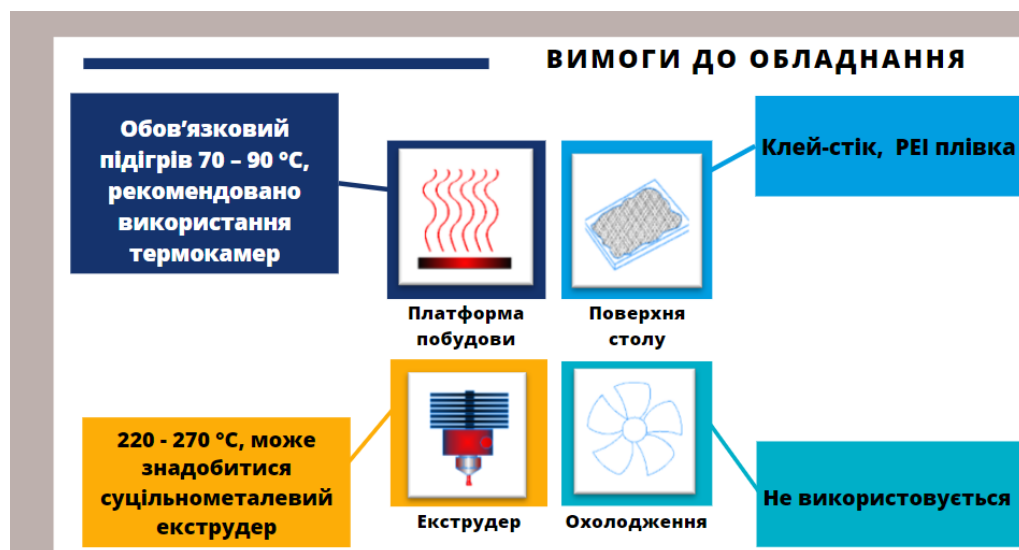 ВИМОГИ ДО ОБЛАДНАННЯ
Обов’язковий
підігрів 70 – 90 °C,
рекомендовано
використання
термокамер
Клей-стік, PEI плівка
Платформа
побудови
Поверхня
столу
220 - 270 °C, може
знадобитися
суцільнометалевий
екструдер
Екструдер
Охолодження
Не використовується